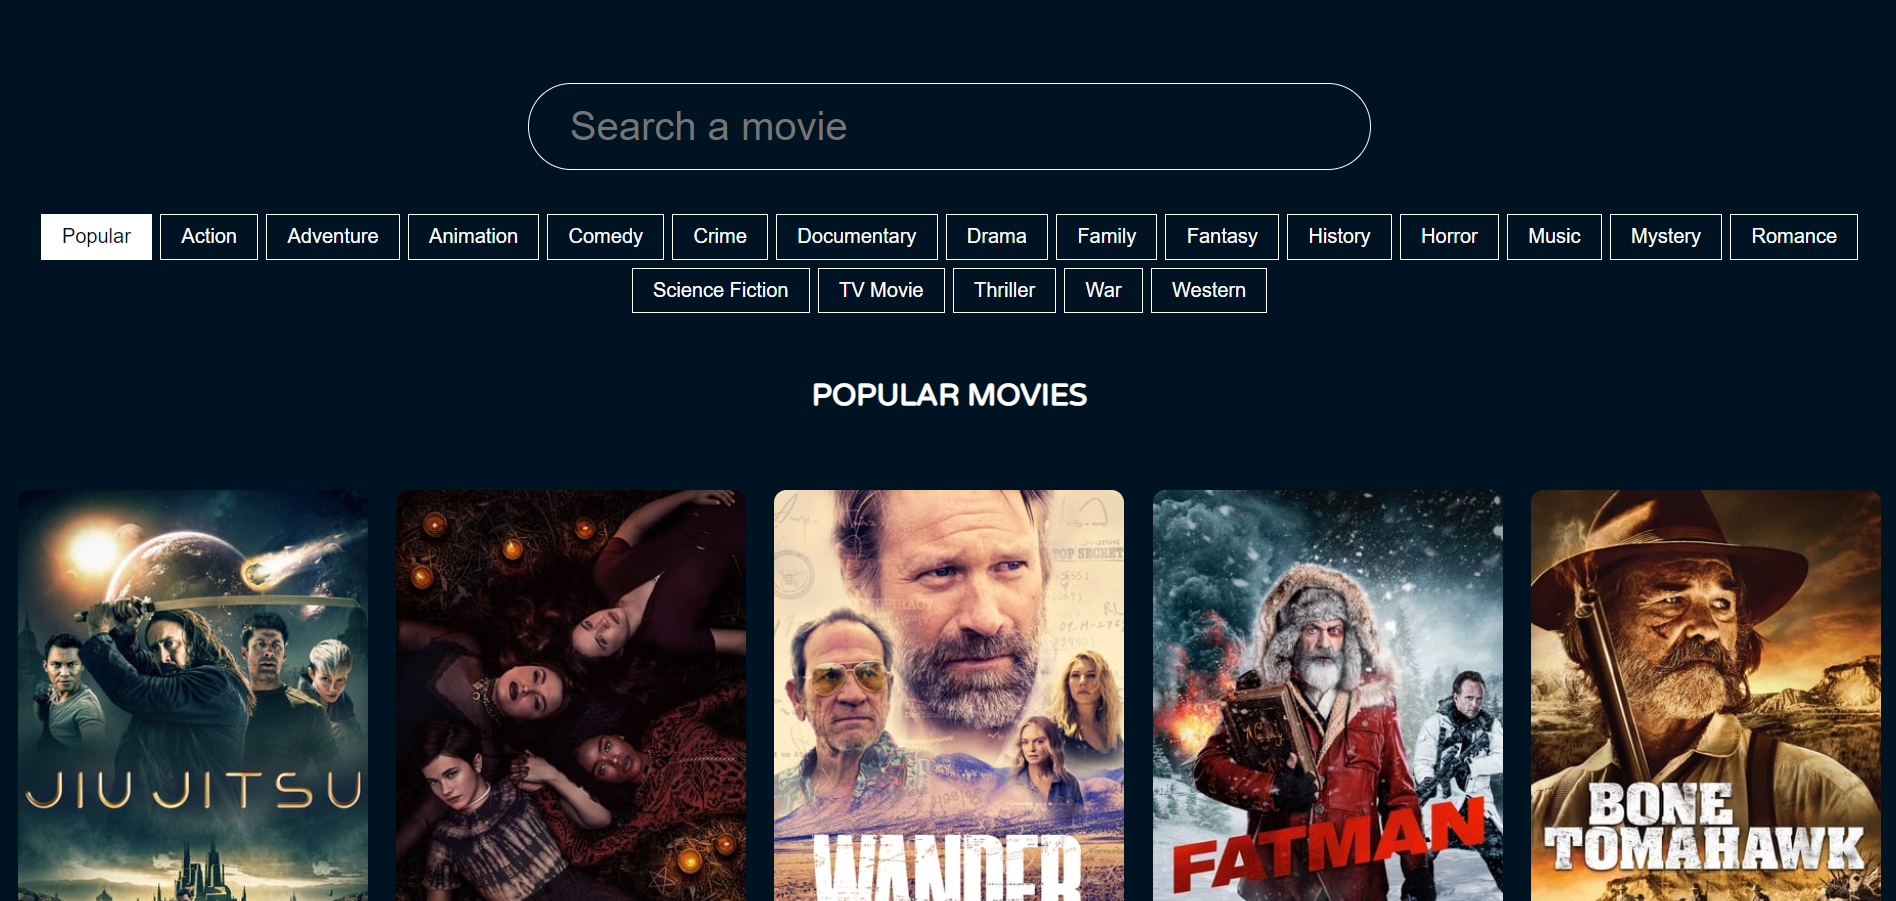 Search a movie
Popular Action Adventure Animation Comedy Crime Documentary Drama Family Fantasy History Horror Music Mystery Romance
Science Fiction TV Movie Thriller War Western
POPULAR MOVIES
JIU JITSU
TOP SECRET
WANDER
FATMAN
BONE
TOMAHAWK